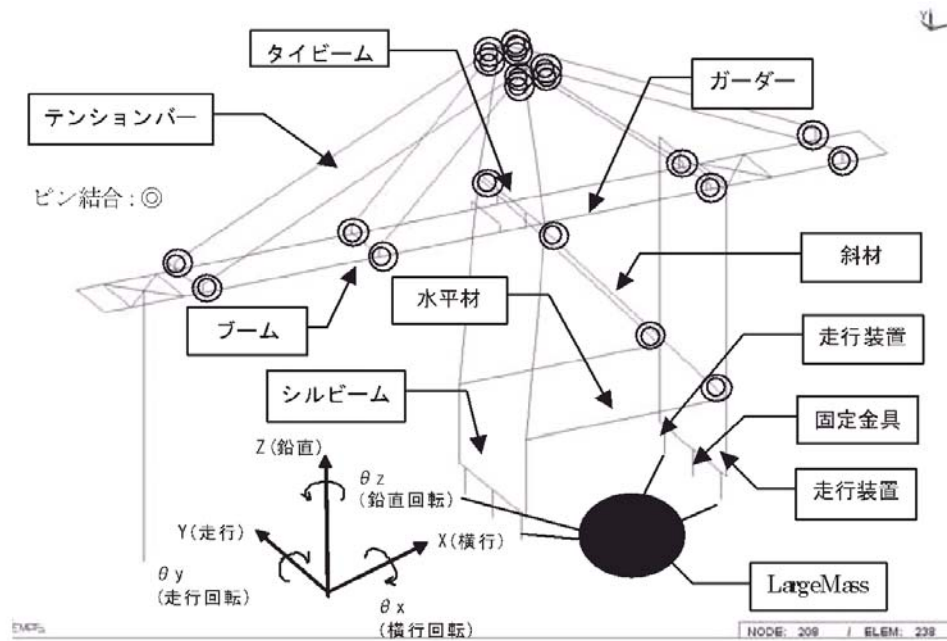 Y
タイビーム
ガーダー
テンションバー
ピン結合:◎
斜材
水平材
ブーム
走行装置
シルビーム
固定金具
Z(鉛直)
θz
(鉛直回転)
走行装置
Y(走行)
X(横行)
θy
(走行回転)
LargeMass
θx
(横行回転)
NODE: 208 / ELEM: 238